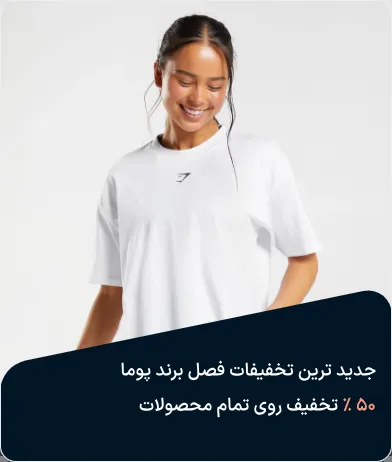 جدید ترین تخفیفات فصل برند پوما
۵۰ ٪ تخفیف روی تمام محصولات